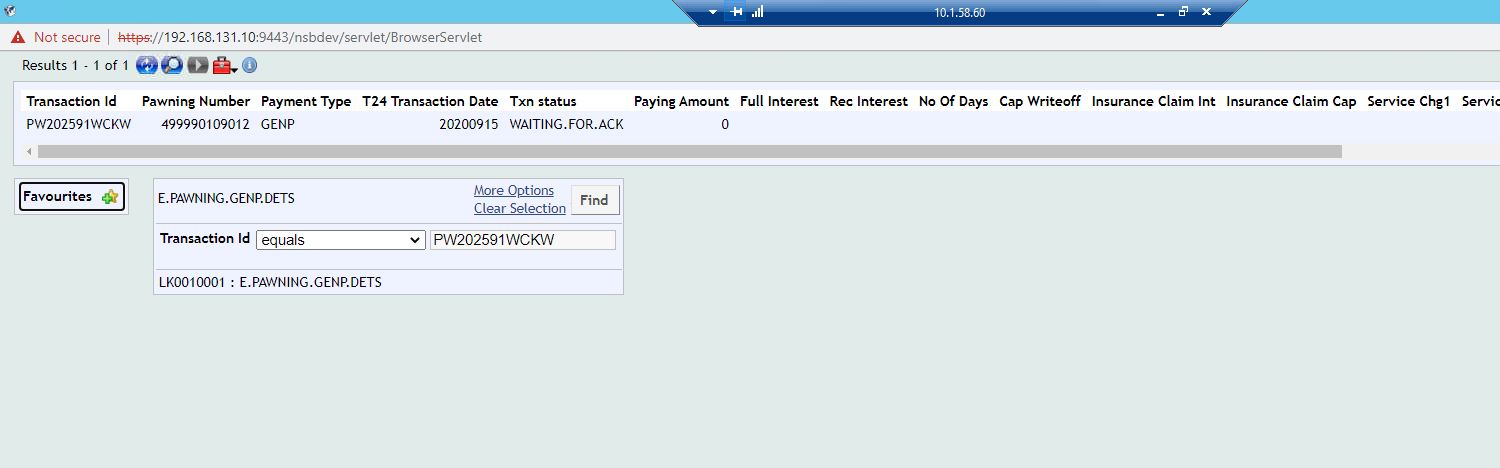 10.1.58.60
Not secure | https://192.168.131.10:9443/nsbdev/servlet/BrowserServlet
Results 1 - 1 of 1
Transaction Id Pawning Number Payment Type T24 Transaction Date Txn status Paying Amount Full Interest Rec Interest No Of Days Cap Writeoff Insurance Claim Int Insurance Claim Cap Service Chg1 Servic
PW202591WCKW 499990109012 GENP 20200915 WAITING.FOR.ACK 0
Favourites
E.PAWNING.GENP.DETS More Options Find
Clear Selection
Transaction Id equals PW202591WCKW
LK0010001 : E.PAWNING.GENP.DETS